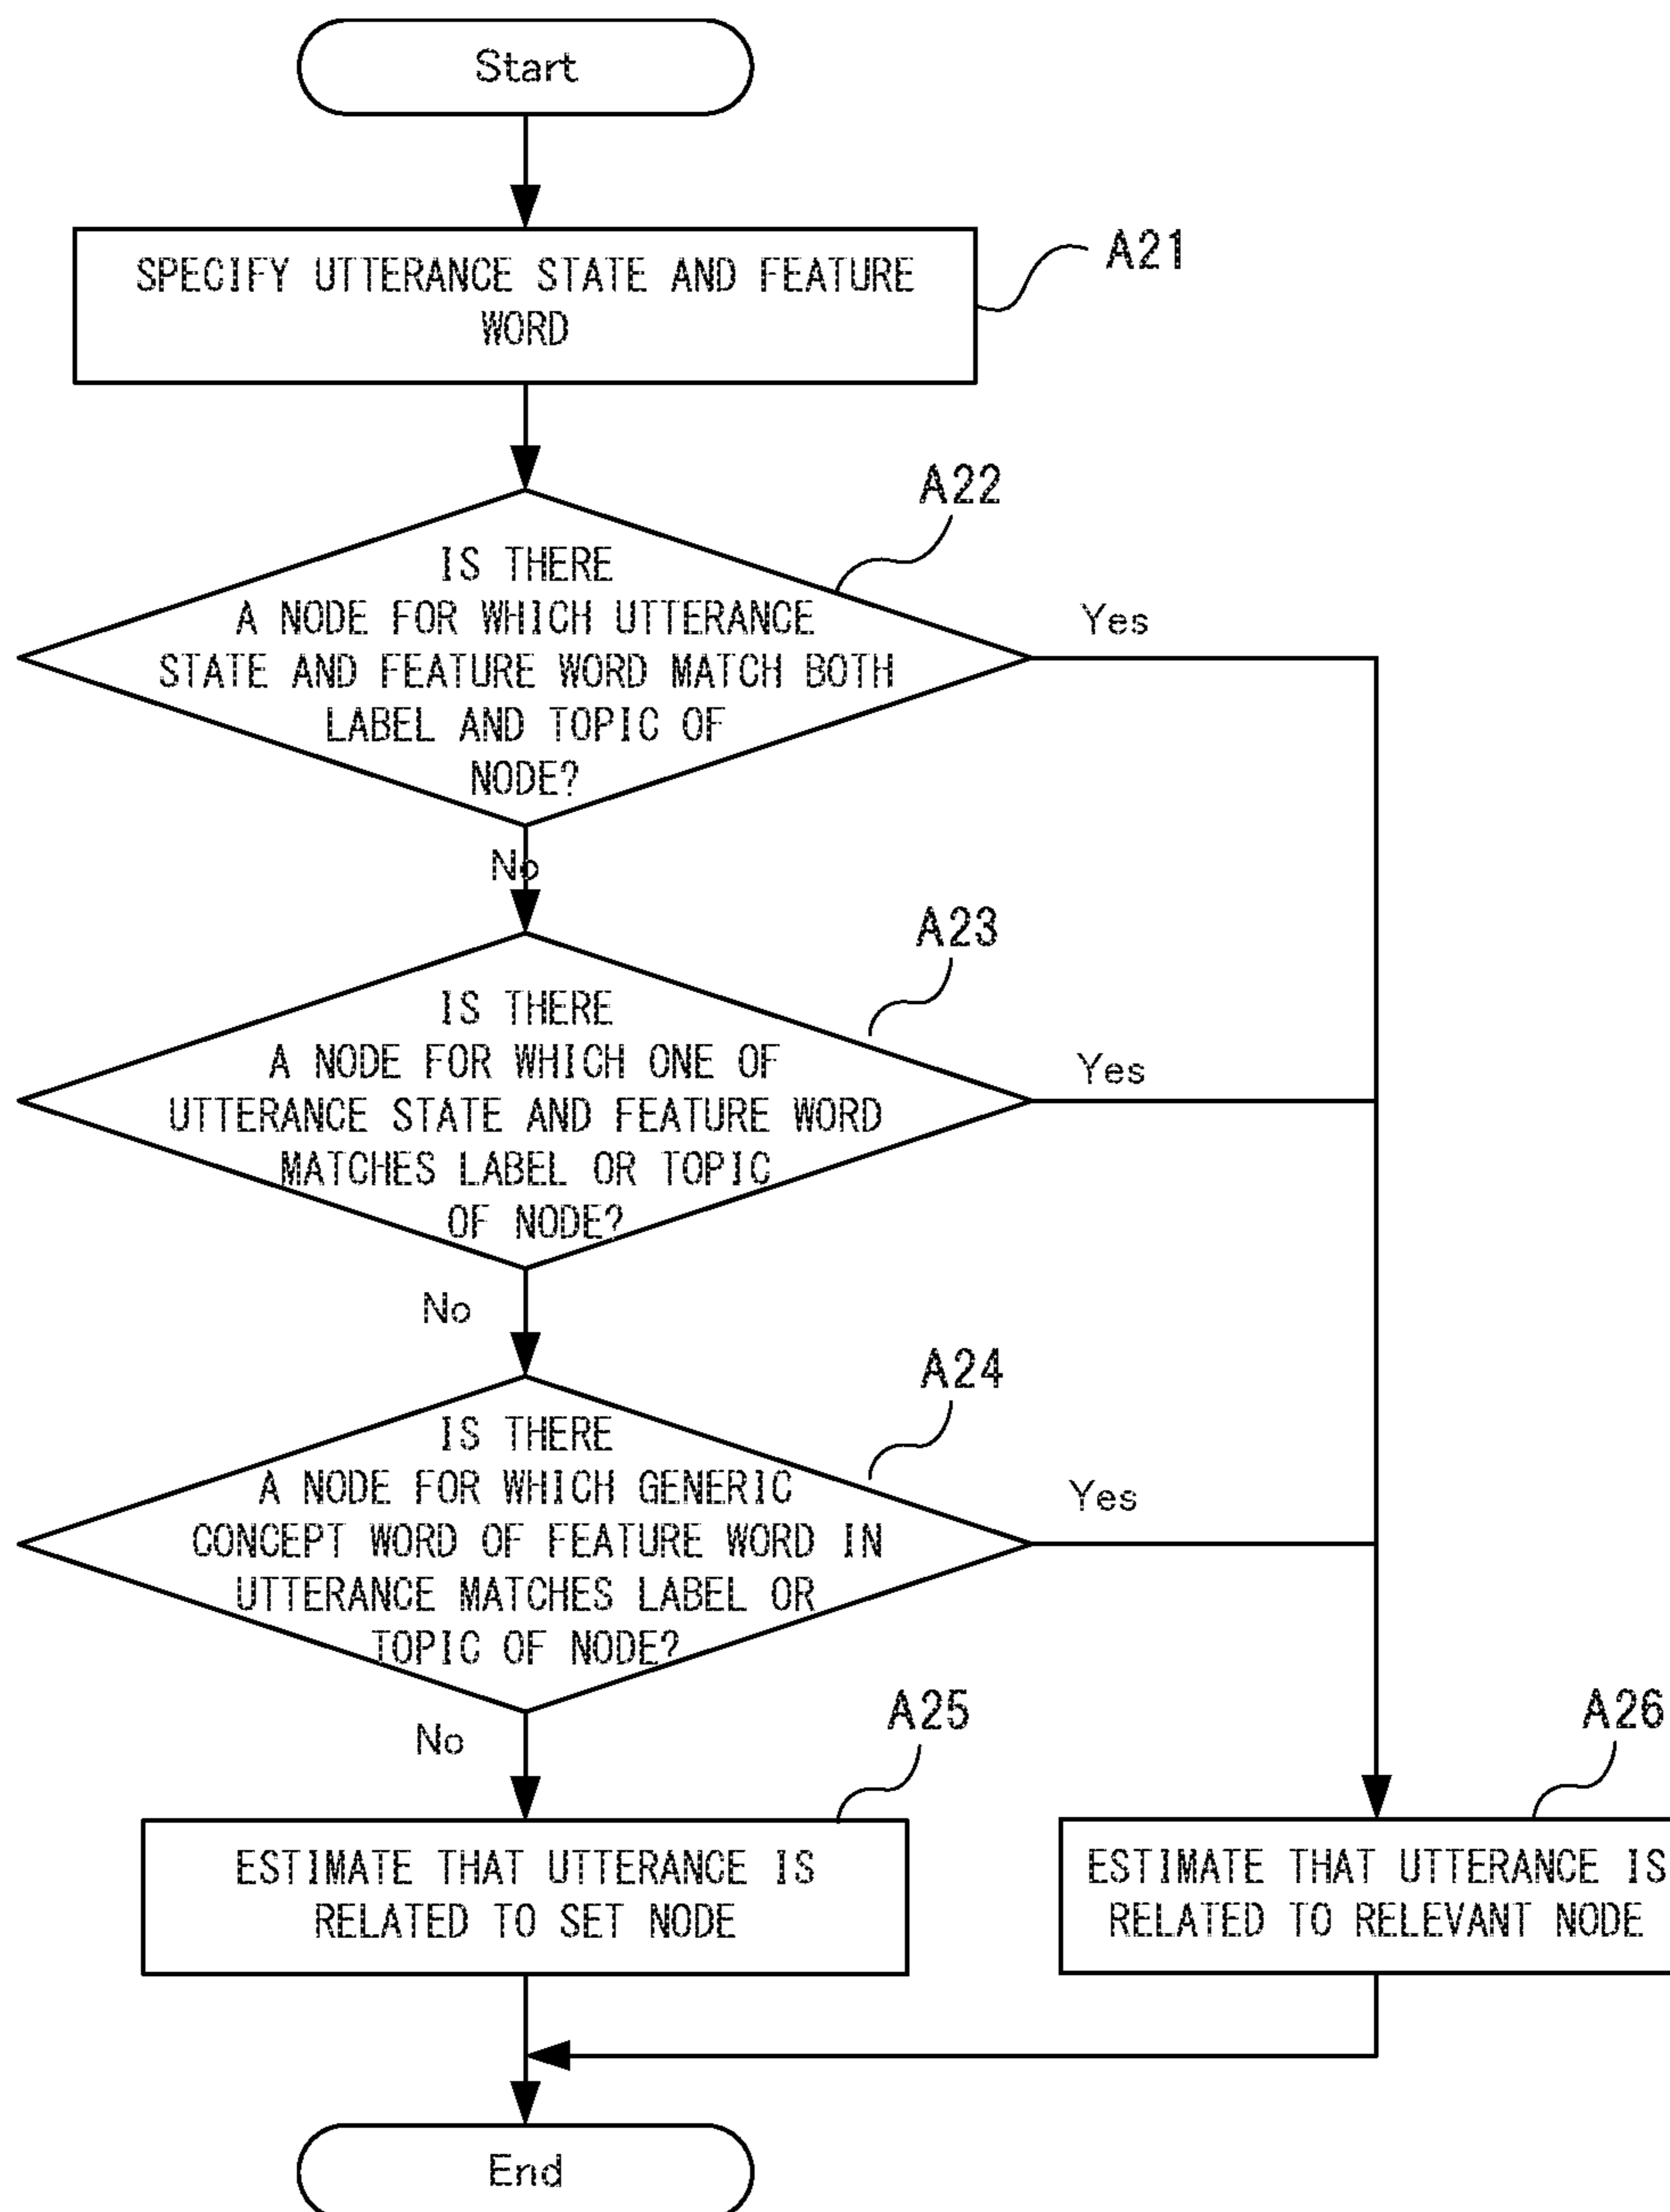 Start
SPECIFY UTTERANCE STATE AND FEATURE
WORD
A21
A22
IS THERE
A NODE FOR WHICH UTTERANCE
STATE AND FEATURE WORD MATCH BOTH
LABEL AND TOPIC OF
NODE?
Yes
No
A23
IS THERE
A NODE FOR WHICH ONE OF
UTTERANCE STATE AND FEATURE WORD
MATCHES LABEL OR TOPIC
OF NODE?
Yes
No
A24
IS THERE
A NODE FOR WHICH GENERIC
CONCEPT WORD OF FEATURE WORD IN
UTTERANCE MATCHES LABEL OR
TOPIC OF NODE?
Yes
No
A25
ESTIMATE THAT UTTERANCE IS
RELATED TO SET NODE
A26
ESTIMATE THAT UTTERANCE IS
RELATED TO RELEVANT NODE
End